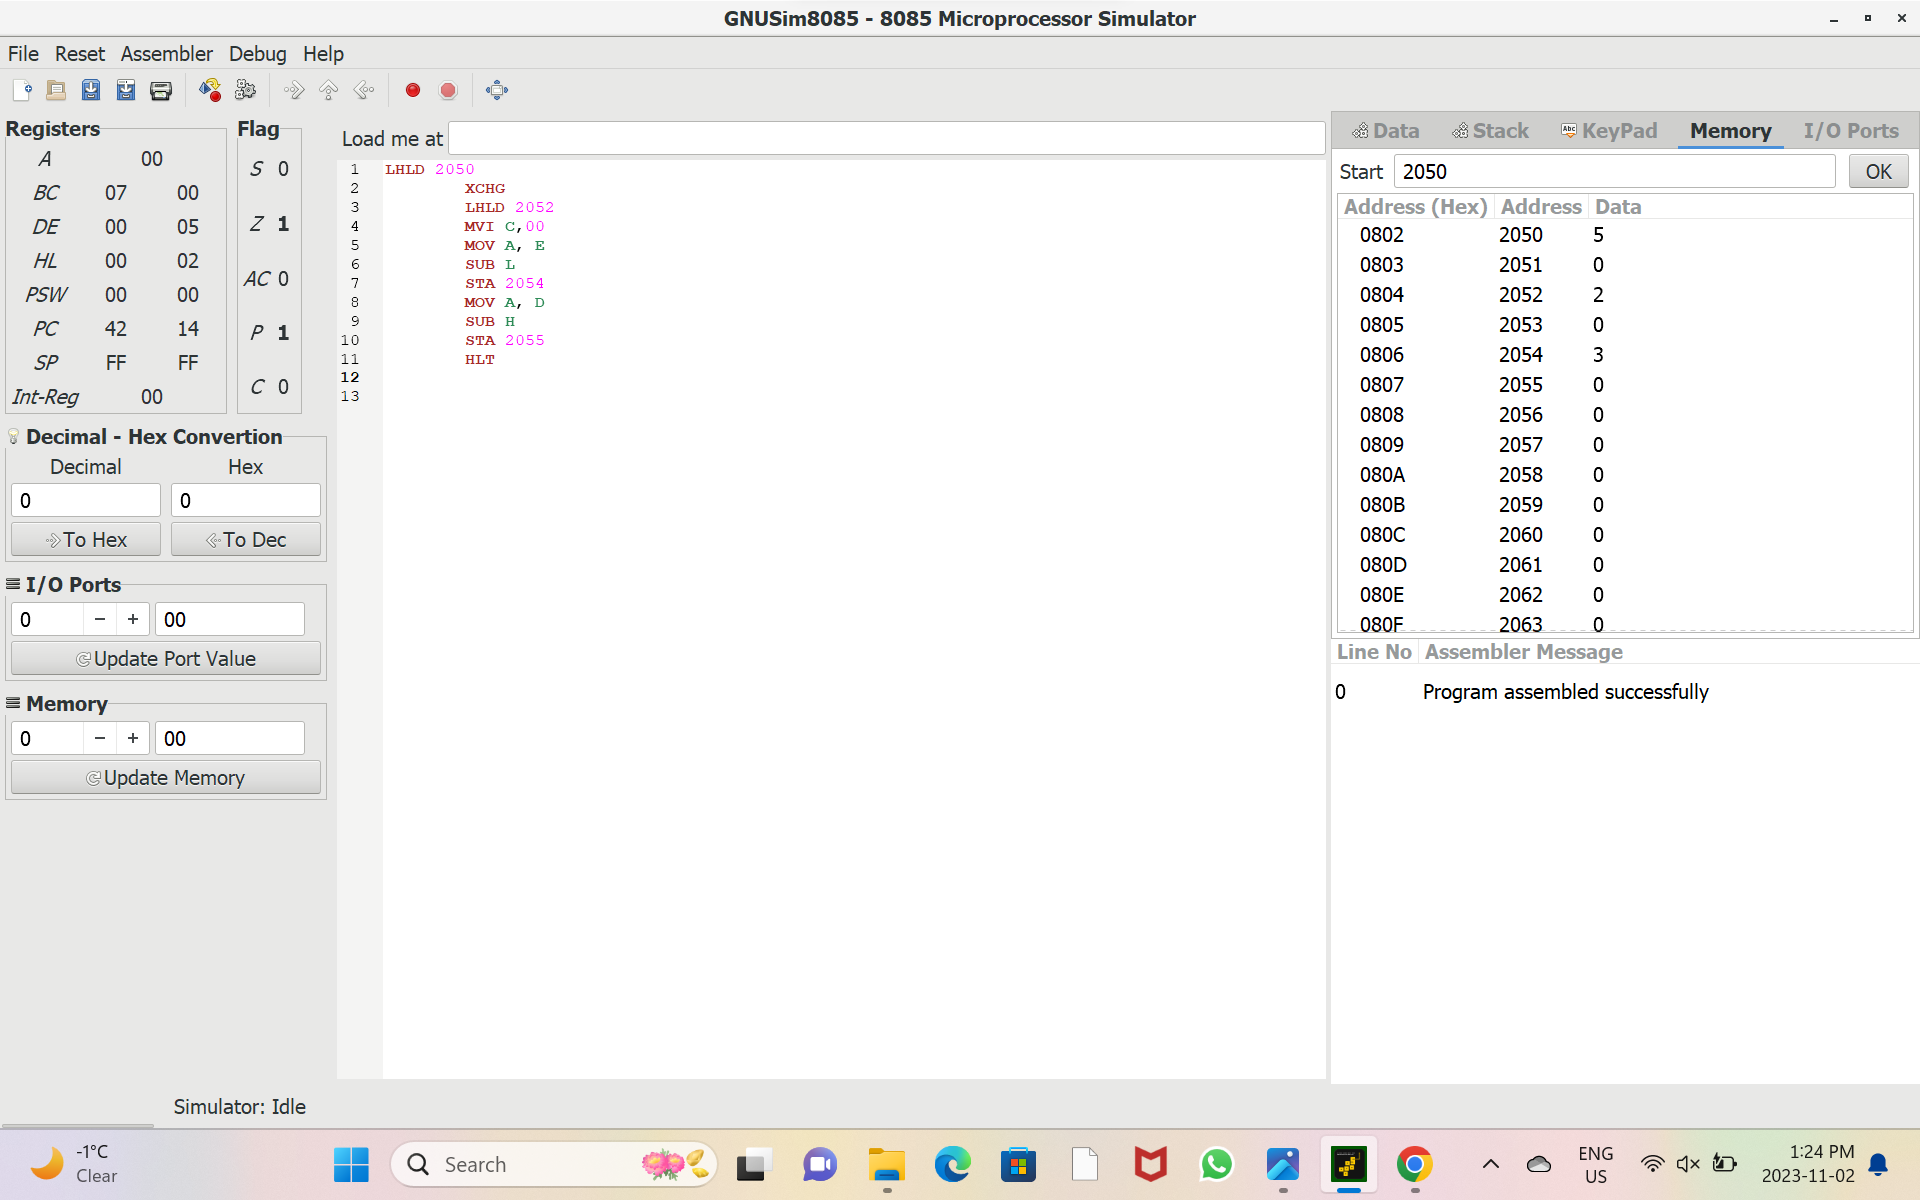 GNUSim8085 - 8085 Microprocessor Simulator
File Reset Assembler Debug Help
Registers
A 00
BC 07 00
DE 00 05
HL 00 02
PSW 00 00
PC 42 14
SP FF FF
Int-Reg 00
Flag
S 0
Z 1
AC 0
P 1
C 0
Decimal - Hex Convertion
Decimal Hex
0 0
To Hex To Dec
I/O Ports
0 − + 00
Update Port Value
Memory
0 − + 00
Update Memory
Load me at
1 LHLD 2050
2 XCHG
3 LHLD 2052
4 MVI C,00
5 MOV A, E
6 SUB L
7 STA 2054
8 MOV A, D
9 SUB H
10 STA 2055
11 HLT
12
13
Data Stack Abc KeyPad Memory I/O Ports
Start 2050 OK
Address (Hex) Address Data
0802 2050 5
0803 2051 0
0804 2052 2
0805 2053 0
0806 2054 3
0807 2055 0
0808 2056 0
0809 2057 0
080A 2058 0
080B 2059 0
080C 2060 0
080D 2061 0
080E 2062 0
080F 2063 0
Line No Assembler Message
0 Program assembled successfully
Simulator: Idle
-1°C
Clear
Search
ENG
US
1:24 PM
2023-11-02